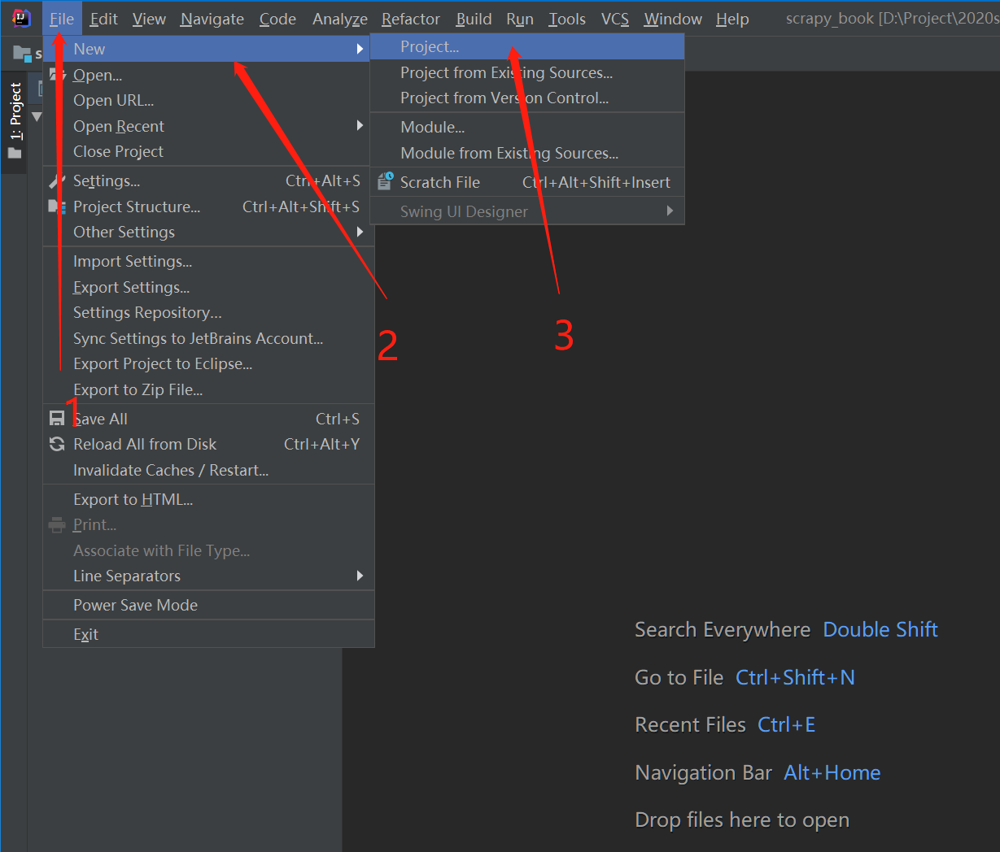 IJ
File Edit View Navigate Code Analyze Refactor Build Run Tools VCS Window Help scrapy_book [D:\Project\2020s
s
1: Project
New
Open...
Open URL...
Open Recent
Close Project
Settings... Ctrl+Alt+S
Project Structure... Ctrl+Alt+Shift+S
Other Settings
Import Settings...
Export Settings...
Settings Repository...
Sync Settings to JetBrains Account...
Export Project to Eclipse...
Export to Zip File...
Save All Ctrl+S
Reload All from Disk Ctrl+Alt+Y
Invalidate Caches / Restart...
Export to HTML...
Print...
Associate with File Type...
Line Separators
Power Save Mode
Exit
Project...
Project from Existing Sources...
Project from Version Control...
Module...
Module from Existing Sources...
Scratch File Ctrl+Alt+Shift+Insert
Swing UI Designer
1
2
3
Search Everywhere Double Shift
Go to File Ctrl+Shift+N
Recent Files Ctrl+E
Navigation Bar Alt+Home
Drop files here to open